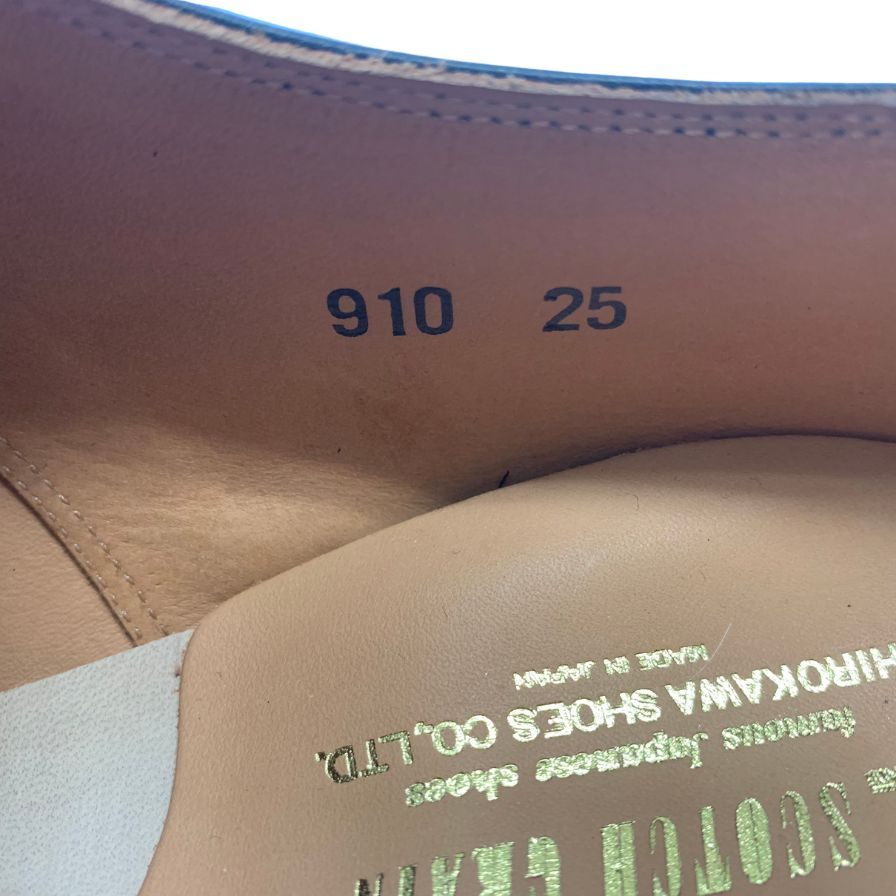 910 25
SCOTCH GRAIN
famous Japanese shoes
HIROKAWA SHOES CO., LTD.
MADE IN JAPAN